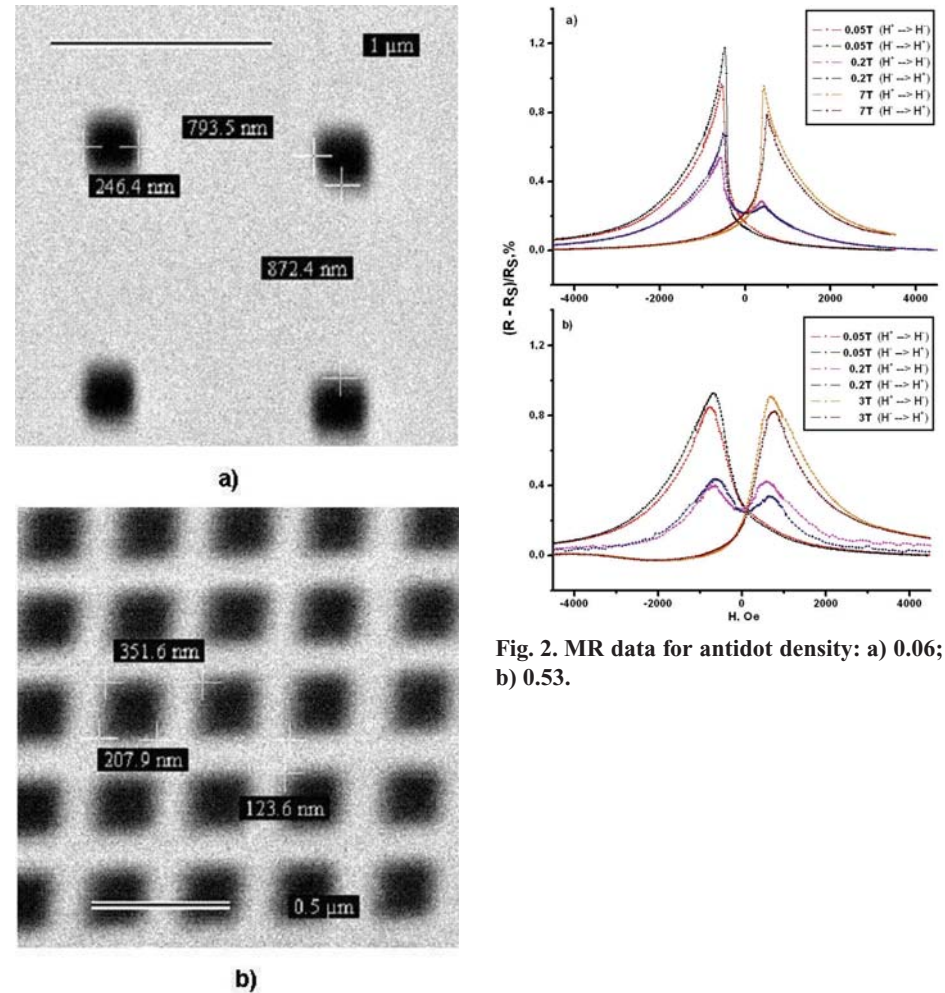 1 μm
793.5 nm
246.4 nm
872.4 nm
a)
351.6 nm
207.9 nm
123.6 nm
0.5 μm
b)
a)
0.05T (H⁺ --> H⁻)
0.05T (H⁻ --> H⁺)
0.2T (H⁺ --> H⁻)
0.2T (H⁻ --> H⁺)
7T (H⁺ --> H⁻)
7T (H⁻ --> H⁺)
1.2
0.8
0.4
0.0
-4000 -2000 0 2000 4000
(R - R_S)/R_S,%
b)
0.05T (H⁺ --> H⁻)
0.05T (H⁻ --> H⁺)
0.2T (H⁺ --> H⁻)
0.2T (H⁻ --> H⁺)
3T (H⁺ --> H⁻)
3T (H⁻ --> H⁺)
1.2
0.8
0.4
0.0
-4000 -2000 0 2000 4000
H, Oe
Fig. 2. MR data for antidot density: a) 0.06;
b) 0.53.